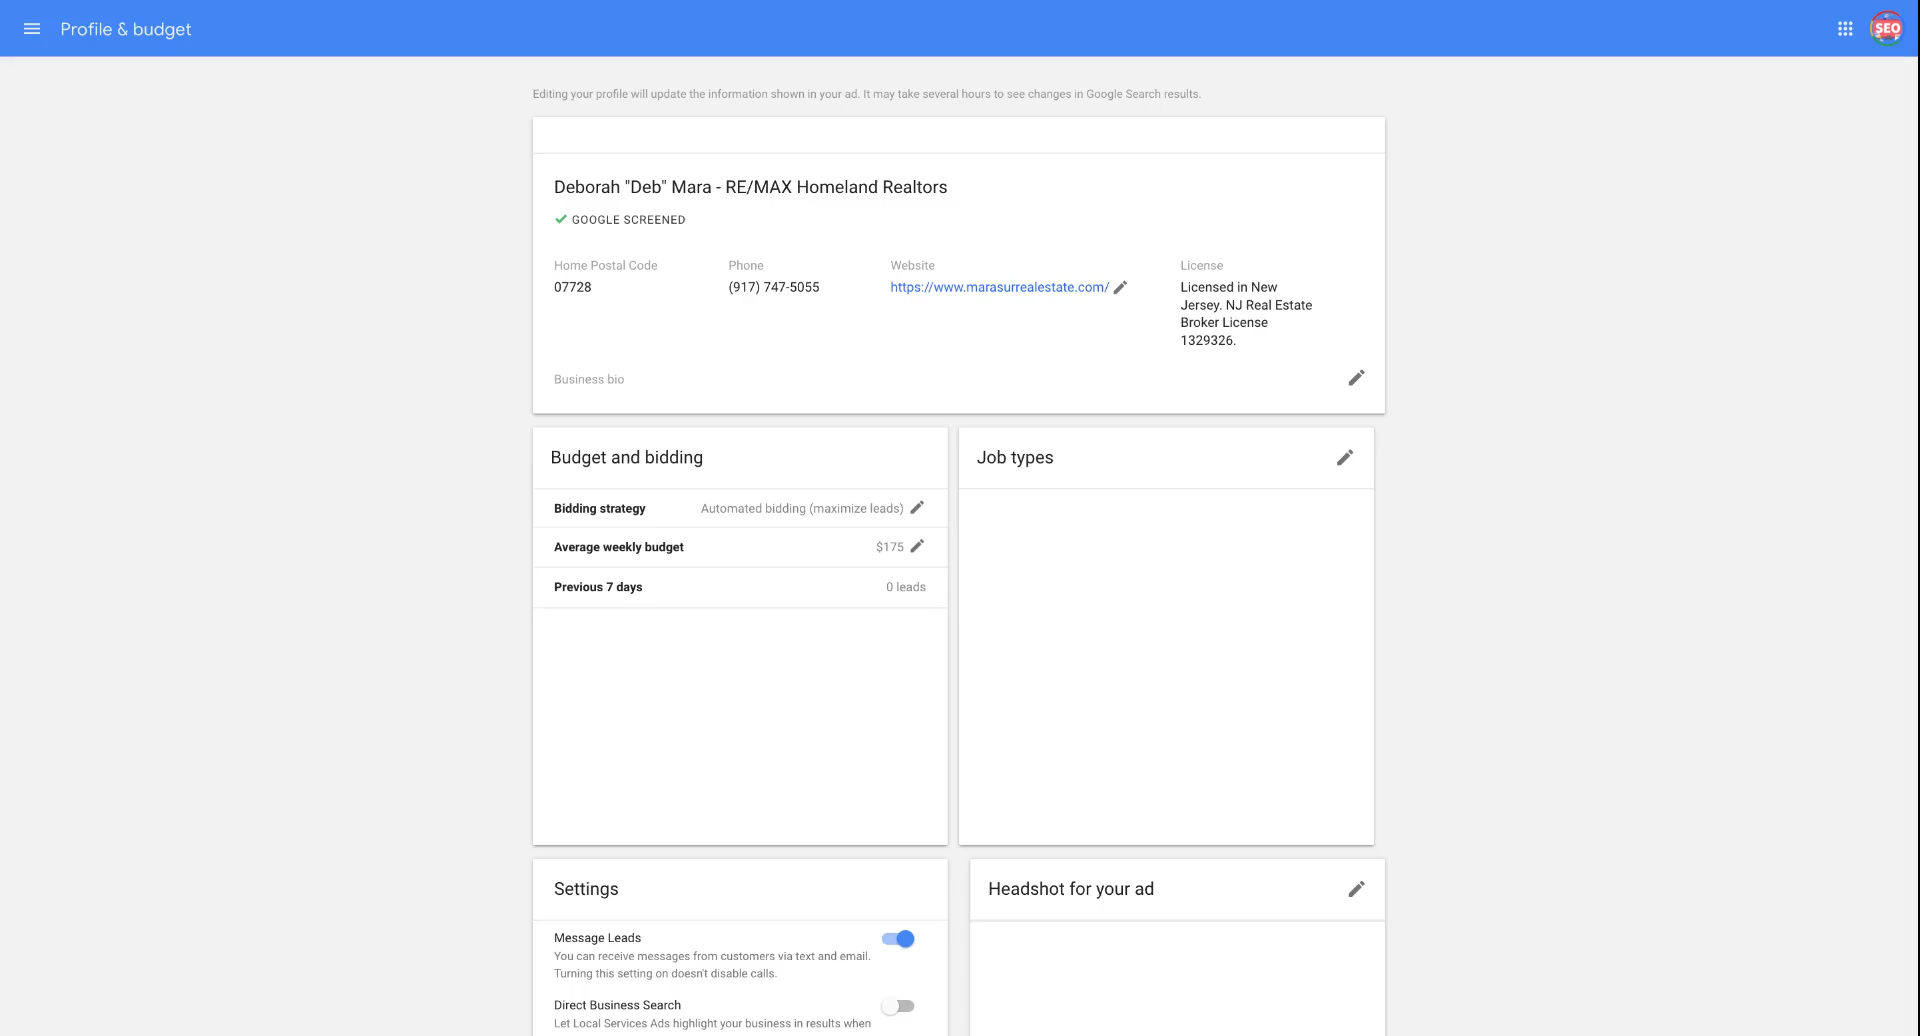 Profile & budget
SEO
Editing your profile will update the information shown in your ad. It may take several hours to see changes in Google Search results.
Deborah "Deb" Mara - RE/MAX Homeland Realtors
GOOGLE SCREENED
Home Postal Code
07728
Phone
(917) 747-5055
Website
https://www.marasurrealestate.com/
License
Licensed in New
Jersey. NJ Real Estate
Broker License
1329326.
Business bio
Budget and bidding
Bidding strategy Automated bidding (maximize leads)
Average weekly budget $175
Previous 7 days 0 leads
Job types
Settings
Message Leads
You can receive messages from customers via text and email.
Turning this setting on doesn't disable calls.
Direct Business Search
Let Local Services Ads highlight your business in results when
Headshot for your ad